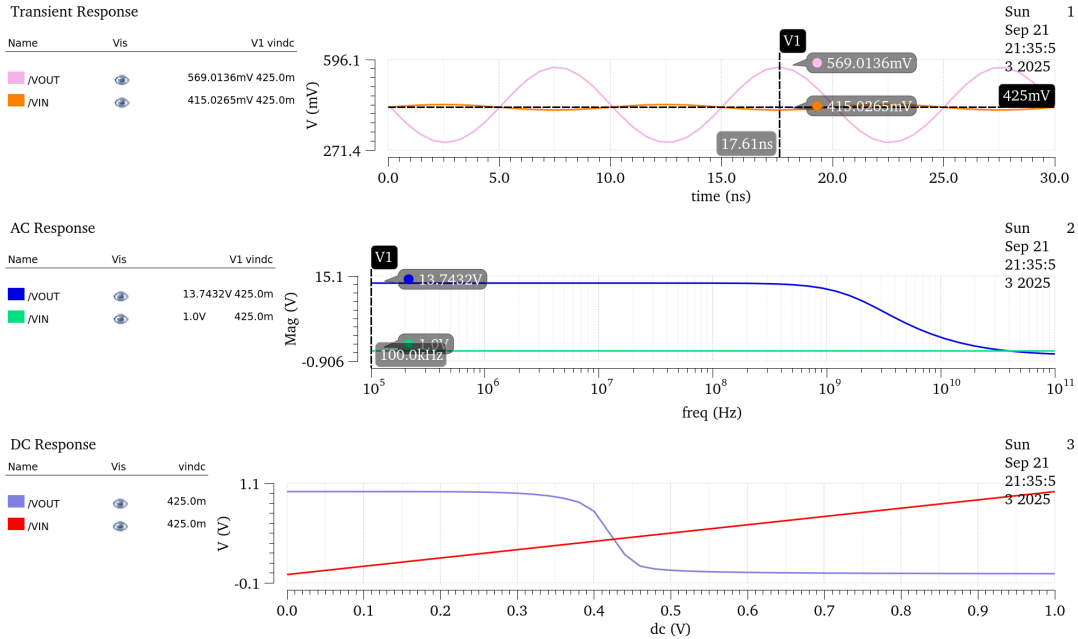 Transient Response
Sun 1
Sep 21
21:35:5
3 2025
Name Vis V1 vindc
/VOUT 569.0136mV 425.0m
/VIN 415.0265mV 425.0m
V (mV)
596.1
271.4
V1
569.0136mV
415.0265mV
425mV
17.61ns
0.0 5.0 10.0 15.0 20.0 25.0 30.0
time (ns)
AC Response
Sun 2
Sep 21
21:35:5
3 2025
Name Vis V1 vindc
/VOUT 13.7432V 425.0m
/VIN 1.0V 425.0m
Mag (V)
15.1
-0.906
V1
13.7432V
1.0V
100.0kHz
10^5 10^6 10^7 10^8 10^9 10^10 10^11
freq (Hz)
DC Response
Sun 3
Sep 21
21:35:5
3 2025
Name Vis vindc
/VOUT 425.0m
/VIN 425.0m
V (V)
1.1
-0.1
0.0 0.1 0.2 0.3 0.4 0.5 0.6 0.7 0.8 0.9 1.0
dc (V)